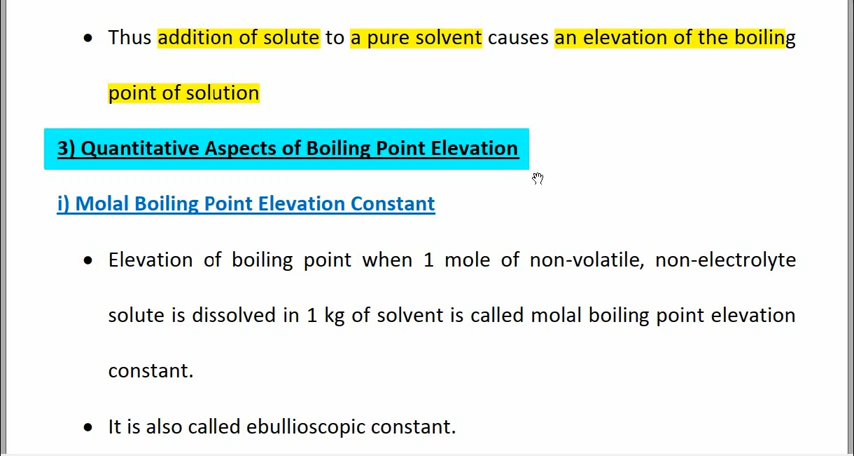 • Thus addition of solute to a pure solvent causes an elevation of the boiling
point of solution
3) Quantitative Aspects of Boiling Point Elevation
i) Molal Boiling Point Elevation Constant
• Elevation of boiling point when 1 mole of non-volatile, non-electrolyte
solute is dissolved in 1 kg of solvent is called molal boiling point elevation
constant.
• It is also called ebullioscopic constant.